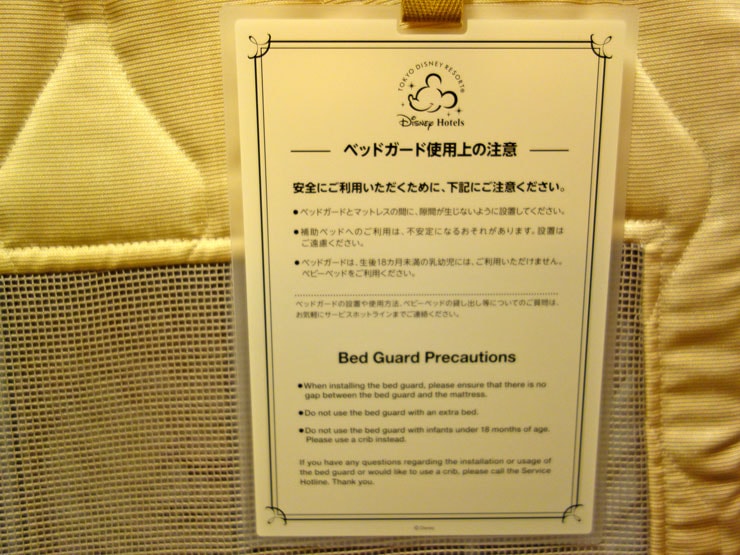 TOKYO DISNEY RESORT®
Disney Hotels
ベッドガード使用上の注意
安全にご利用いただくために、下記にご注意ください。
●ベッドガードとマットレスの間に、隙間が生じないように設置してください。
●補助ベッドへのご利用は、不安定になるおそれがあります。設置は
ご遠慮ください。
●ベッドガードは、生後18カ月未満の乳幼児には、ご利用いただけません。
ベビーベッドをご利用ください。
ベッドガードの設置や使用方法、ベビーベッドの貸し出し等についてのご質問は、
お気軽にサービスホットラインまでご連絡ください。
Bed Guard Precautions
●When installing the bed guard, please ensure that there is no
gap between the bed guard and the mattress.
●Do not use the bed guard with an extra bed.
●Do not use the bed guard with infants under 18 months of age.
Please use a crib instead.
If you have any questions regarding the installation or usage of
the bed guard or would like to use a crib, please call the Service
Hotline. Thank you.
©Disney